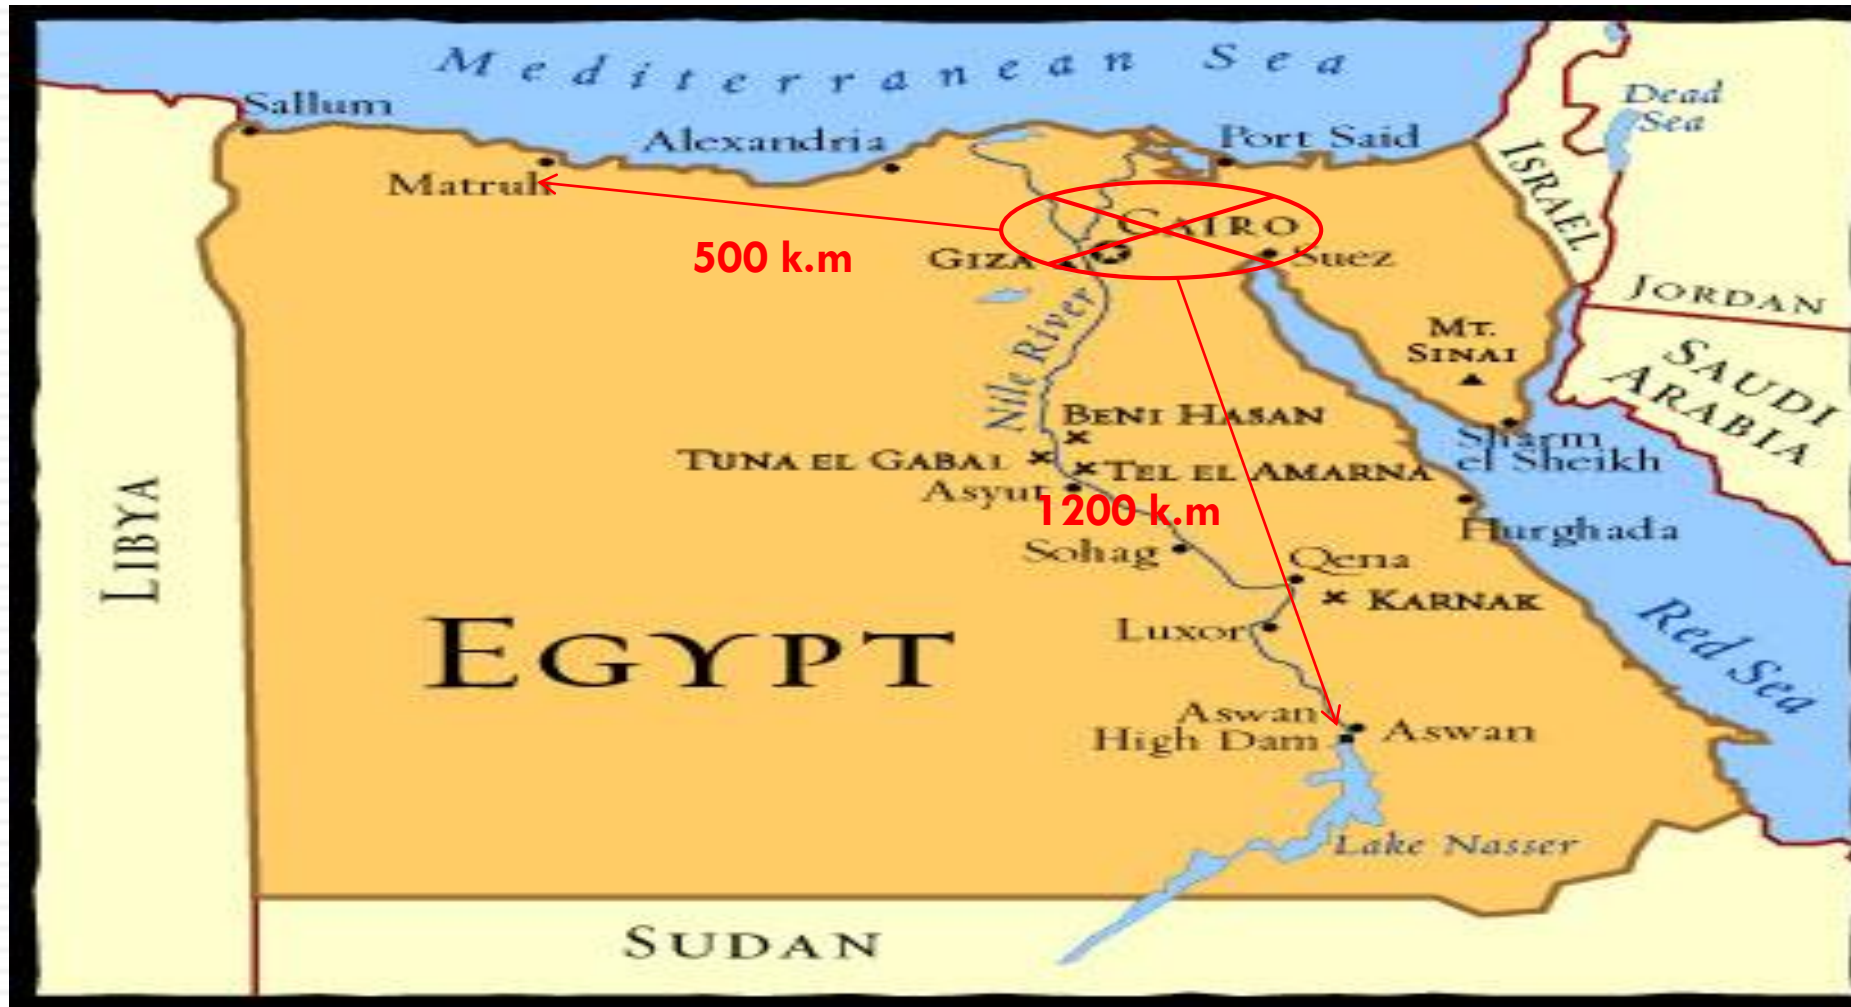 Mediterranean Sea
Dead
Sea
Sallum
Alexandria
Port Said
Matruh
ISRAEL
CAIRO
500 k.m
GIZA
Suez
JORDAN
Nile River
MT.
SINAI
SAUDI
ARABIA
BENI HASAN
Sharm
el Sheikh
TUNA EL GABAL
TEL EL AMARNA
Asyut
1200 k.m
Hurghada
LIBYA
Sohag
Qena
KARNAK
Luxor
EGYPT
Red Sea
Aswan
High Dam
Aswan
Lake Nasser
SUDAN